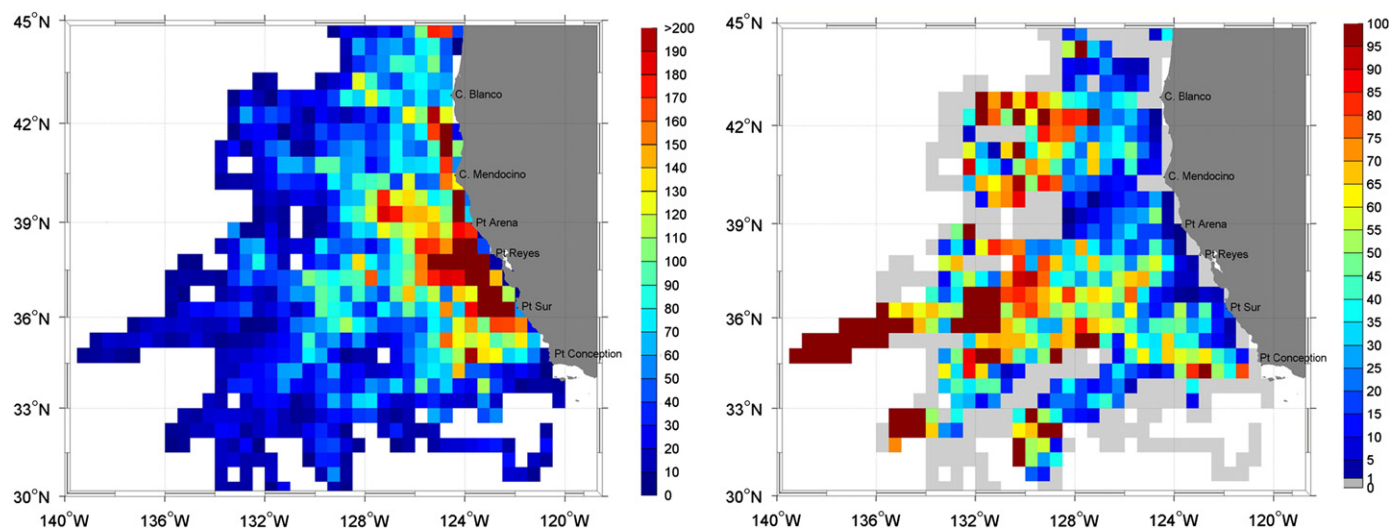 45°N
42°N
39°N
36°N
33°N
30°N
C. Blanco
C. Mendocino
Pt Arena
Pt Reyes
Pt Sur
Pt Conception
140°W 136°W 132°W 128°W 124°W 120°W
>200
190
180
170
160
150
140
130
120
110
100
90
80
70
60
50
40
30
20
10
0
45°N
42°N
39°N
36°N
33°N
30°N
C. Blanco
C. Mendocino
Pt Arena
Pt Reyes
Pt Sur
Pt Conception
140°W 136°W 132°W 128°W 124°W 120°W
100
95
90
85
80
75
70
65
60
55
50
45
40
35
30
25
20
15
10
5
1
0